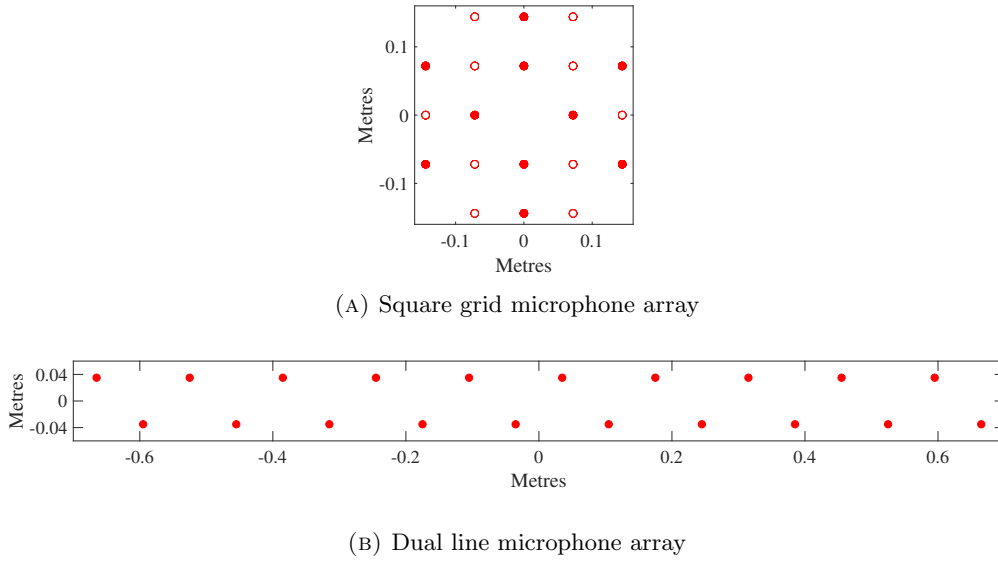 0.1
0
-0.1
Metres
-0.1 0 0.1
Metres
(A) Square grid microphone array
0.04
0
-0.04
Metres
-0.6 -0.4 -0.2 0 0.2 0.4 0.6
Metres
(B) Dual line microphone array